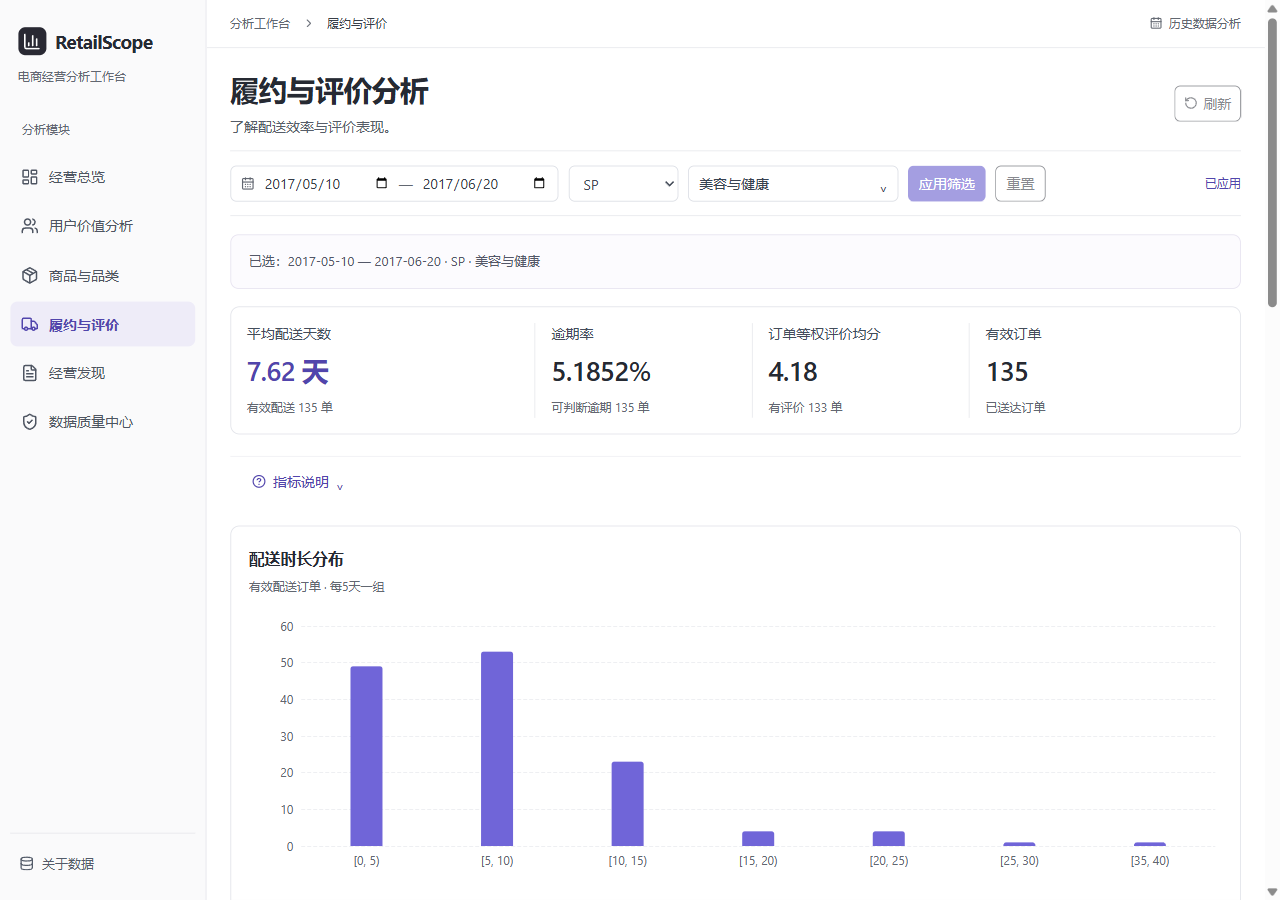 RetailScope
电商经营分析工作台
分析模块
经营总览
用户价值分析
商品与品类
履约与评价
经营发现
数据质量中心
关于数据
分析工作台 > 履约与评价
历史数据分析
履约与评价分析
了解配送效率与评价表现。
刷新
2017/05/10 — 2017/06/20 SP 美容与健康 应用筛选 重置 已应用
已选：2017-05-10 — 2017-06-20 · SP · 美容与健康
平均配送天数
7.62 天
有效配送 135 单
逾期率
5.1852%
可判断逾期 135 单
订单等权评价均分
4.18
有评价 133 单
有效订单
135
已送达订单
指标说明
配送时长分布
有效配送订单 · 每5天一组
60
50
40
30
20
10
0
[0, 5) [5, 10) [10, 15) [15, 20) [20, 25) [25, 30) [35, 40)